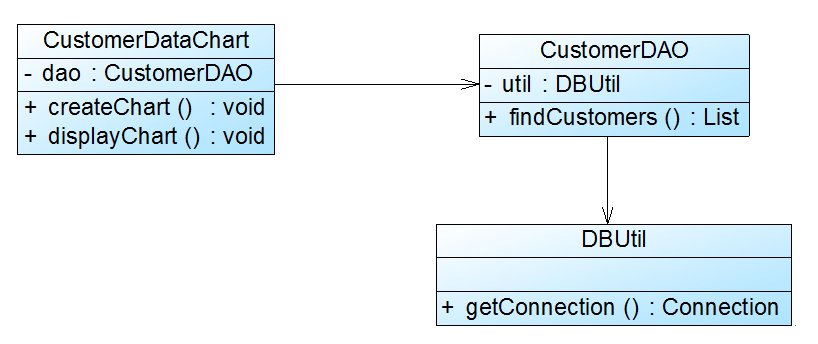 CustomerDataChart
- dao : CustomerDAO
+ createChart () : void
+ displayChart () : void
CustomerDAO
- util : DBUtil
+ findCustomers () : List
DBUtil
+ getConnection () : Connection